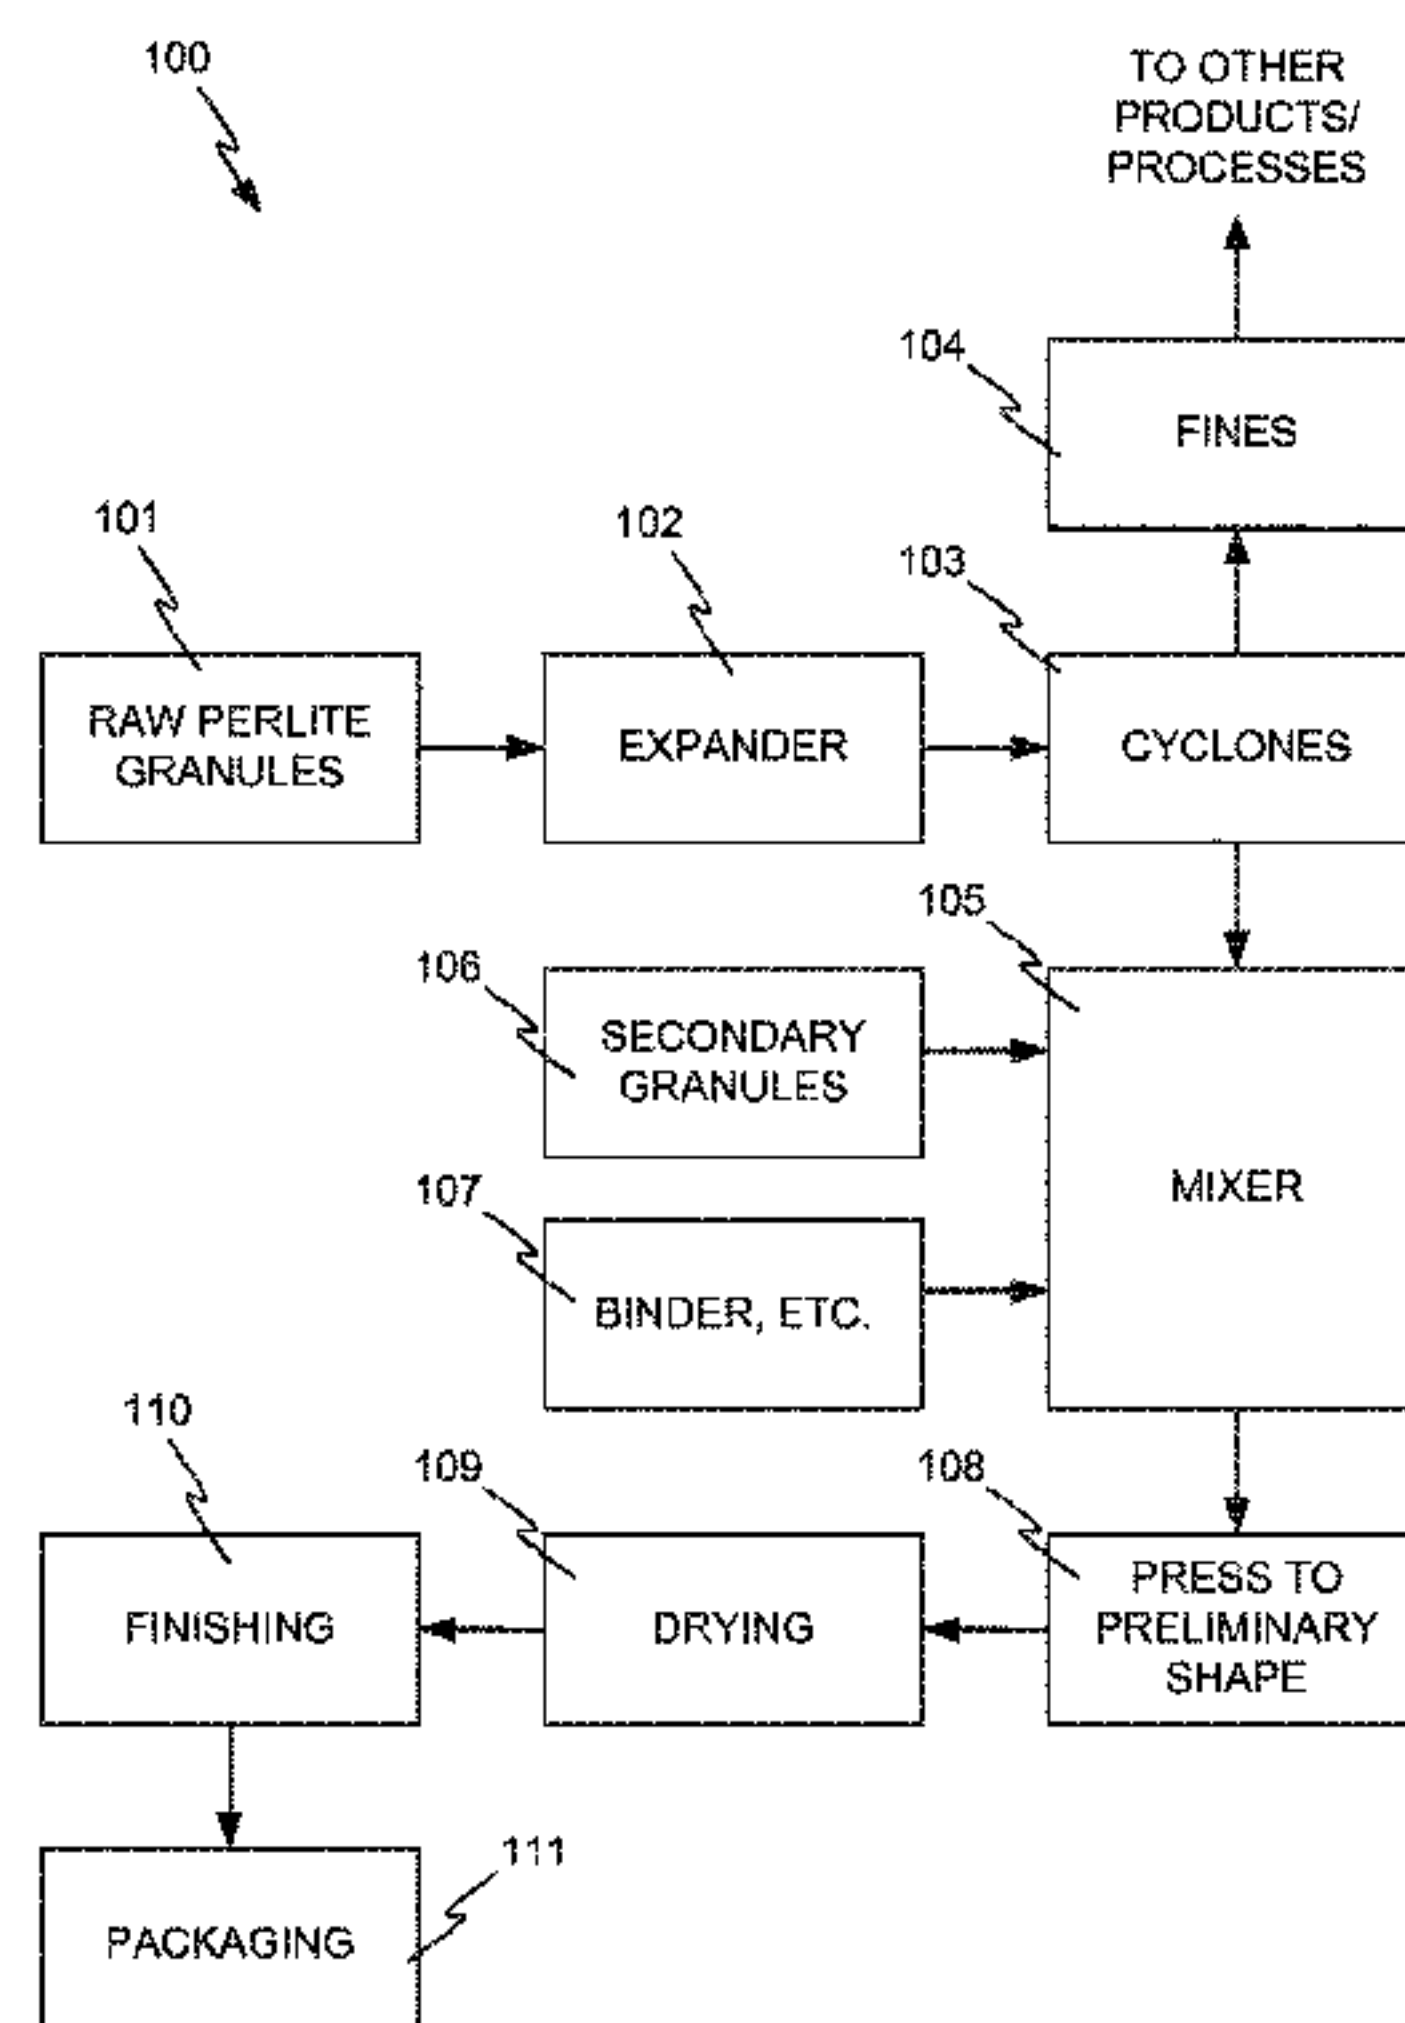 100
TO OTHER
PRODUCTS/
PROCESSES
104
FINES
101
102
103
RAW PERLITE
GRANULES
EXPANDER
CYCLONES
105
106
SECONDARY
GRANULES
MIXER
107
BINDER, ETC.
110
109
108
FINISHING
DRYING
PRESS TO
PRELIMINARY
SHAPE
111
PACKAGING